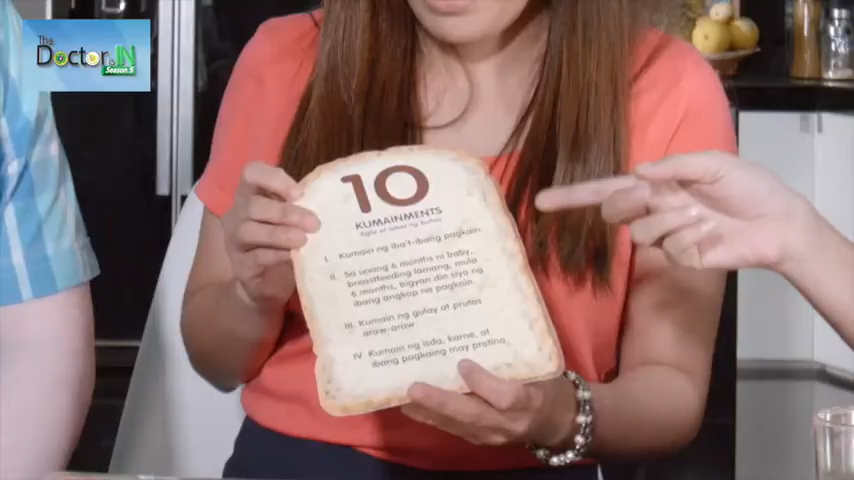 The
Doctor is IN
Season 5
10
KUMAINMENTS
I. Kumain ng iba't-ibang pagkain.
II. Sa unang 6 months ni baby,
breastfeeding lamang, mula
6 months, bigyan din siya ng
ibang angkop na pagkain.
III. Kumain ng gulay at prutas
araw-araw.
IV. Kumain ng isda, karne, at
ibang pagkaing may protina.